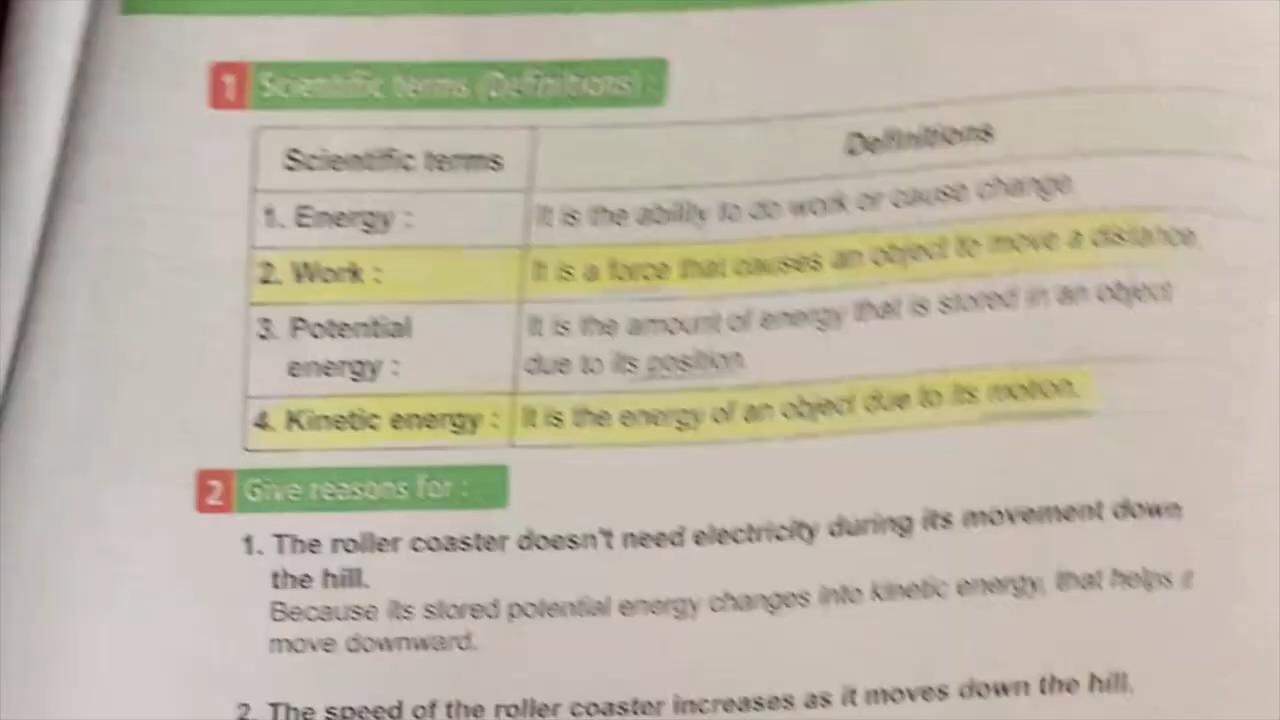 1 Scientific terms (Definitions) :
Scientific terms Definitions
1. Energy : It is the ability to do work or cause change
2. Work : It is a force that causes an object to move a distance
3. Potential It is the amount of energy that is stored in an object
energy : due to its position
4. Kinetic energy : It is the energy of an object due to its motion.
2 Give reasons for :
1. The roller coaster doesn't need electricity during its movement down
the hill.
Because its stored potential energy changes into kinetic energy, that helps it
move downward.
2. The speed of the roller coaster increases as it moves down the hill.